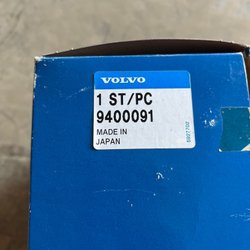 VOLVO
1 ST/PC
9400091
MADE IN
JAPAN